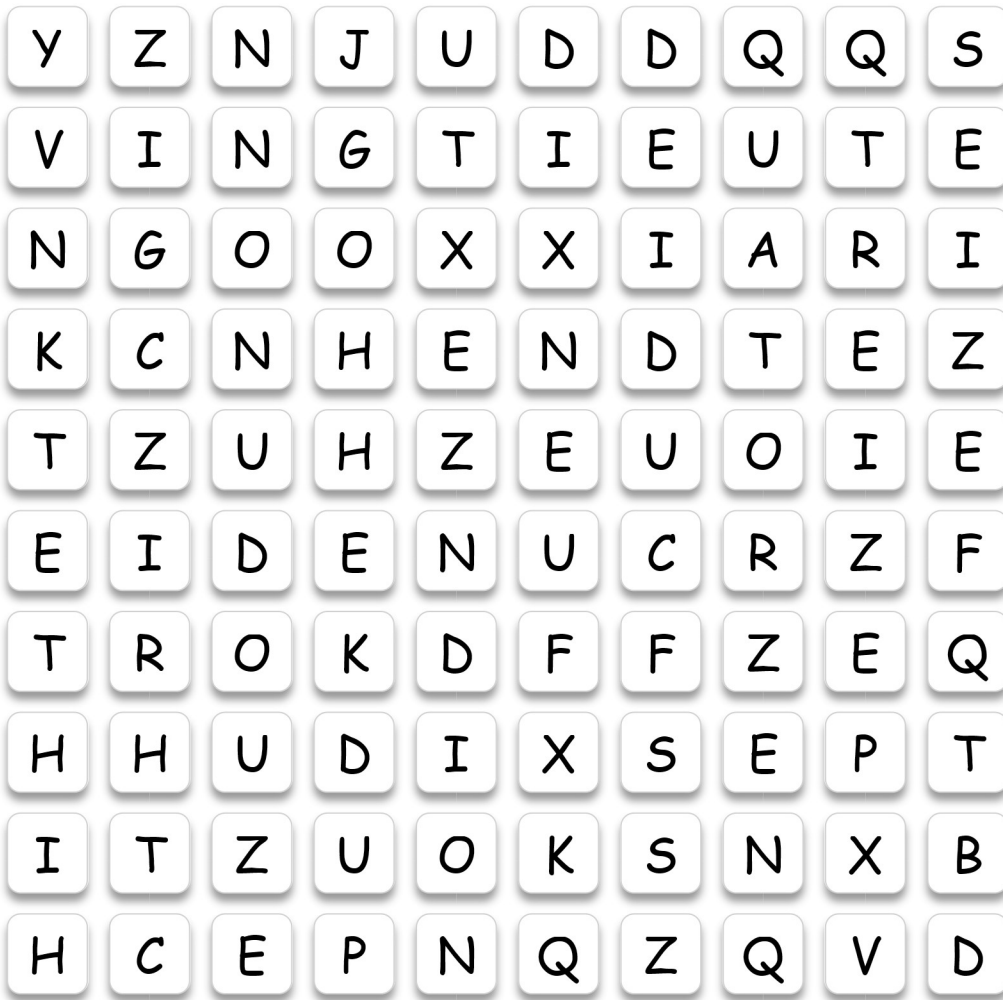 Y Z N J U D D Q Q S
V I N G T I E U T E
N G O O X X I A R I
K C N H E N D T E Z
T Z U H Z E U O I E
E I D E N U C R Z F
T R O K D F F Z E Q
H H U D I X S E P T
I T Z U O K S N X B
H C E P N Q Z Q V D